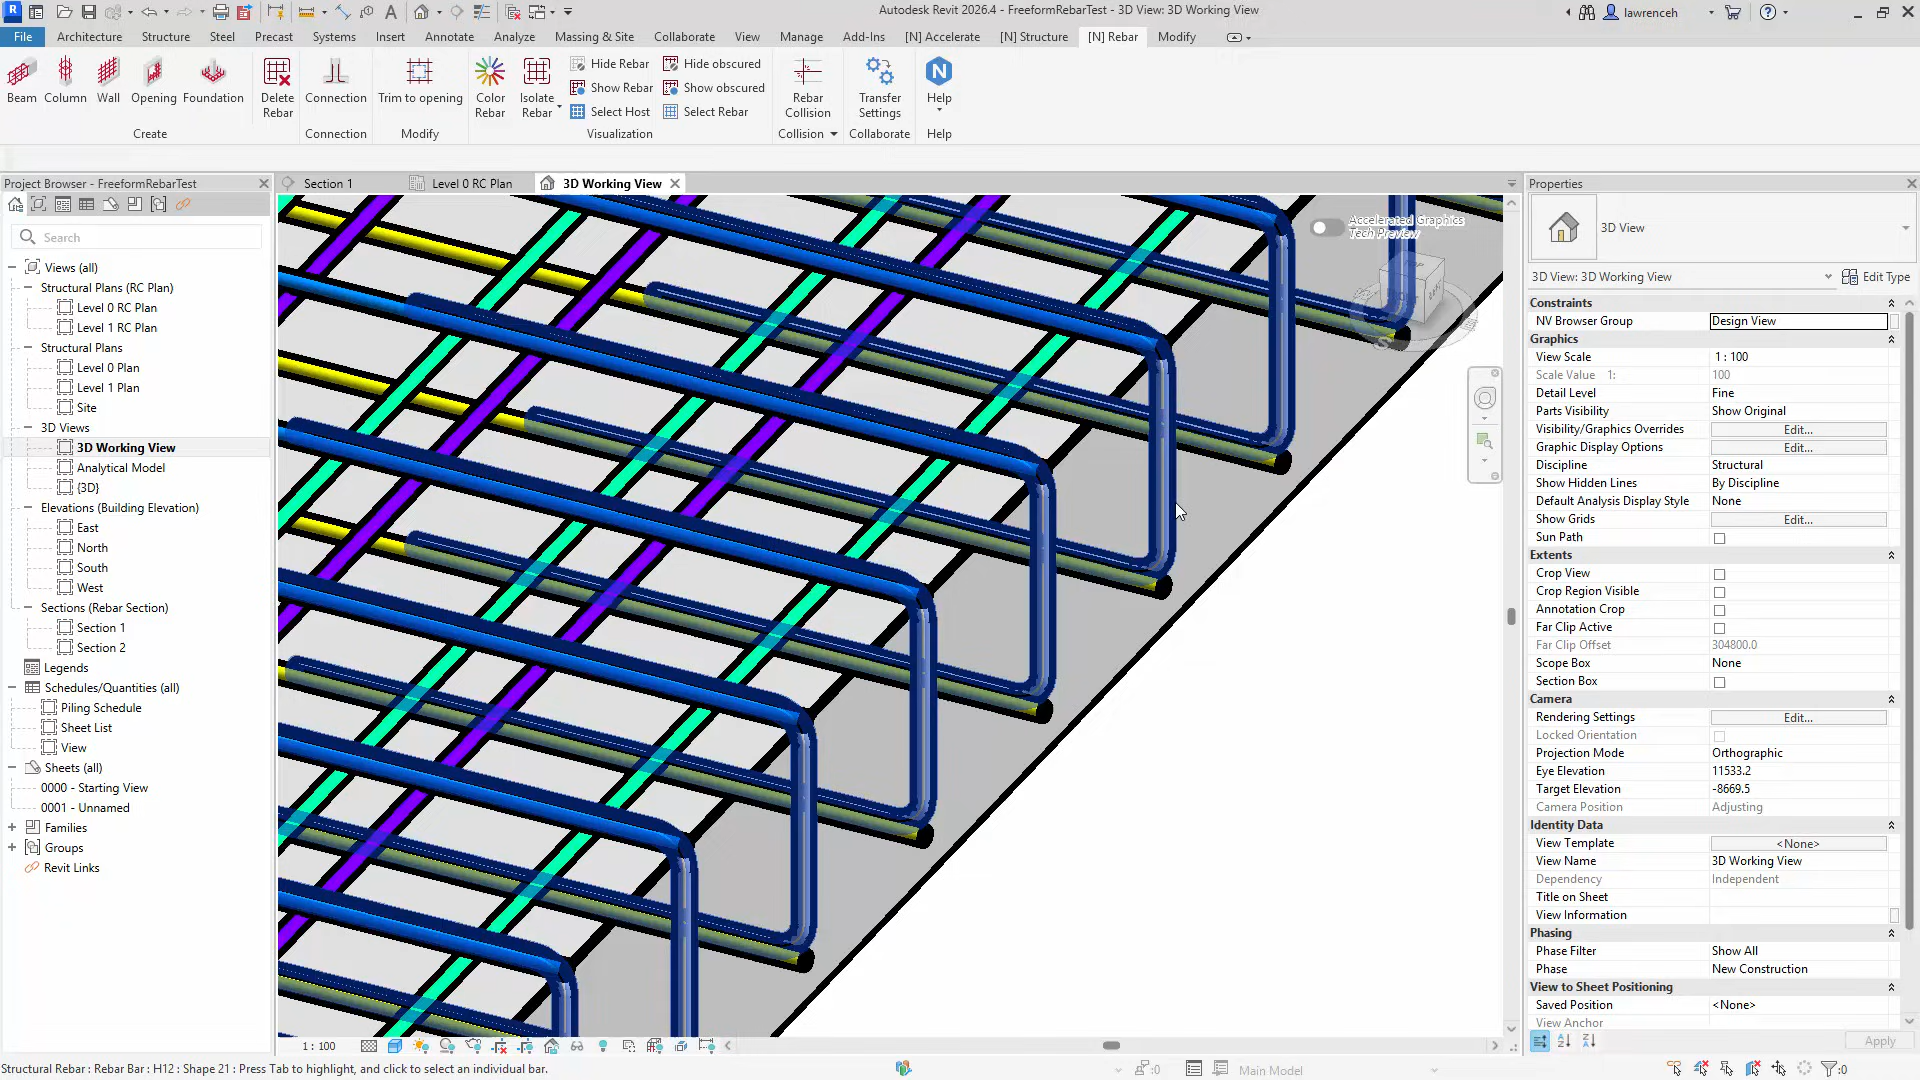 Autodesk Revit 2026.4 - FreeformRebarTest - 3D View: 3D Working View
lawrenceh
File
Architecture
Structure
Steel
Precast
Systems
Insert
Annotate
Analyze
Massing & Site
Collaborate
View
Manage
Add-Ins
[N] Accelerate
[N] Structure
[N] Rebar
Modify
Beam
Column
Wall
Opening
Foundation
Delete
Rebar
Connection
Trim to opening
Color
Rebar
Isolate
Rebar
Hide Rebar
Show Rebar
Select Host
Hide obscured
Show obscured
Select Rebar
Rebar
Collision
Transfer
Settings
Help
Create
Connection
Modify
Visualization
Collision
Collaborate
Help
Project Browser - FreeformRebarTest
Search
Views (all)
Structural Plans (RC Plan)
Level 0 RC Plan
Level 1 RC Plan
Structural Plans
Level 0 Plan
Level 1 Plan
Site
3D Views
3D Working View
Analytical Model
{3D}
Elevations (Building Elevation)
East
North
South
West
Sections (Rebar Section)
Section 1
Section 2
Legends
Schedules/Quantities (all)
Piling Schedule
Sheet List
View
Sheets (all)
0000 - Starting View
0001 - Unnamed
Families
Groups
Revit Links
Section 1
Level 0 RC Plan
3D Working View
Accelerated Graphics
Tech Preview
1 : 100
Properties
3D View
3D View: 3D Working View
Edit Type
Constraints
NV Browser Group Design View
Graphics
View Scale 1 : 100
Scale Value 1: 100
Detail Level Fine
Parts Visibility Show Original
Visibility/Graphics Overrides Edit...
Graphic Display Options Edit...
Discipline Structural
Show Hidden Lines By Discipline
Default Analysis Display Style None
Show Grids Edit...
Sun Path
Extents
Crop View
Crop Region Visible
Annotation Crop
Far Clip Active
Far Clip Offset 304800.0
Scope Box None
Section Box
Camera
Rendering Settings Edit...
Locked Orientation
Projection Mode Orthographic
Eye Elevation 11533.2
Target Elevation -8669.5
Camera Position Adjusting
Identity Data
View Template <None>
View Name 3D Working View
Dependency Independent
Title on Sheet
View Information
Phasing
Phase Filter Show All
Phase New Construction
View to Sheet Positioning
Saved Position <None>
View Anchor
Apply
Structural Rebar : Rebar Bar : H12 : Shape 21 : Press Tab to highlight, and click to select an individual bar.
:0
Main Model
:0